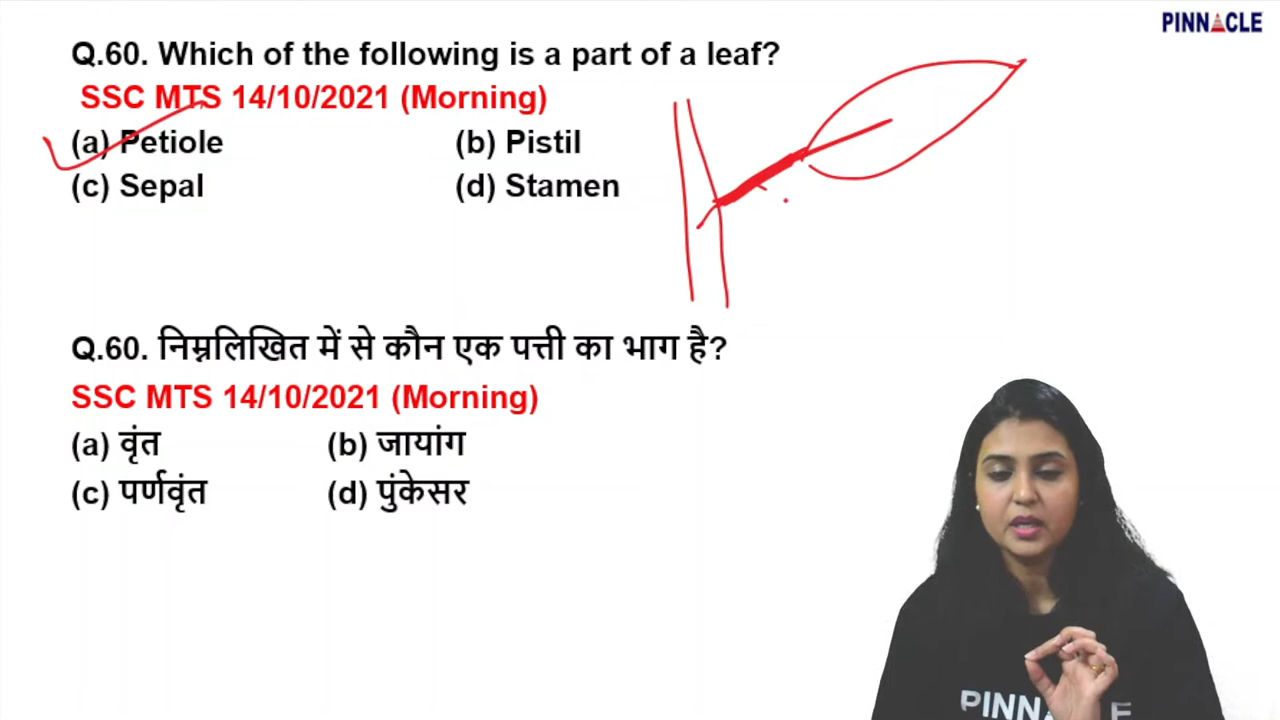 PINNACLE
Q.60. Which of the following is a part of a leaf?
SSC MTS 14/10/2021 (Morning)
(a) Petiole (b) Pistil
(c) Sepal (d) Stamen
Q.60. निम्नलिखित में से कौन एक पत्ती का भाग है?
SSC MTS 14/10/2021 (Morning)
(a) वृंत (b) जायांग
(c) पर्णवृंत (d) पुंकेसर